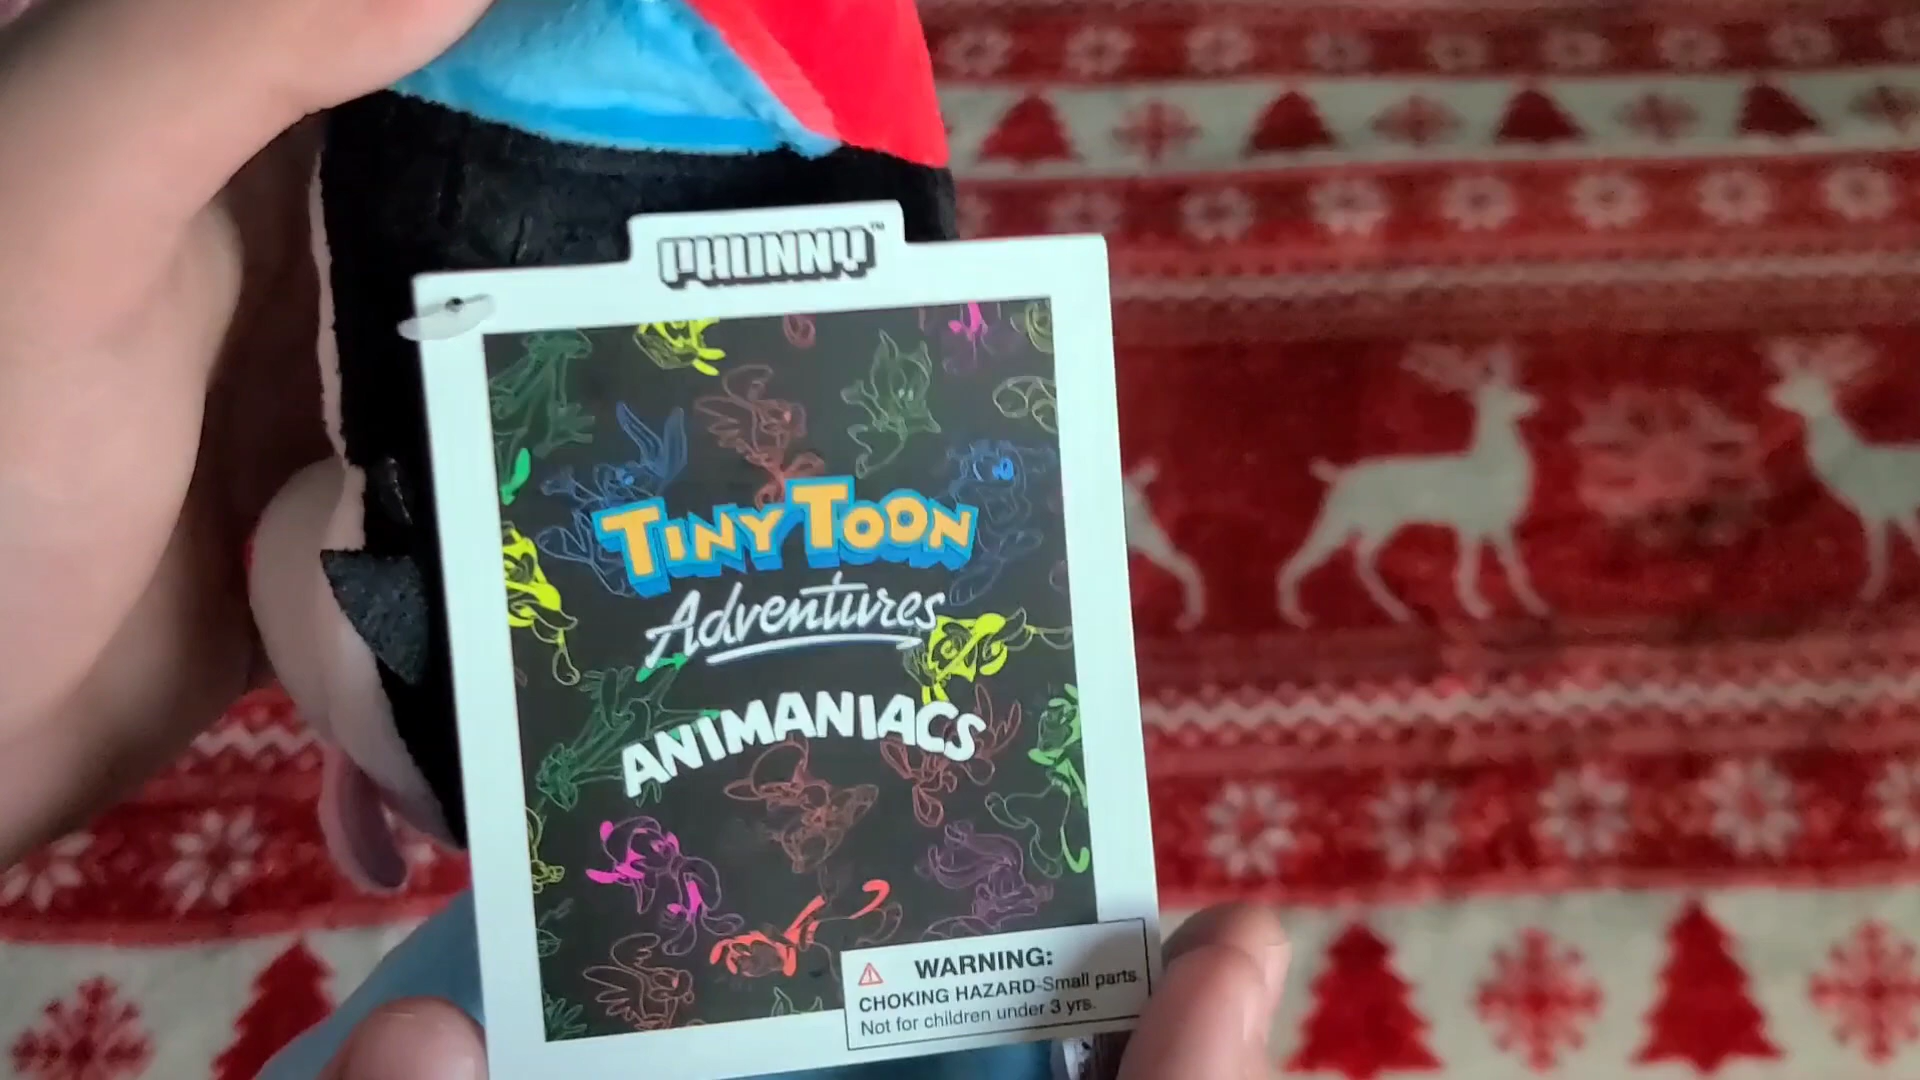 PHUNNY™
TINY TOON
Adventures
ANIMANIACS
WARNING:
CHOKING HAZARD-Small parts.
Not for children under 3 yrs.